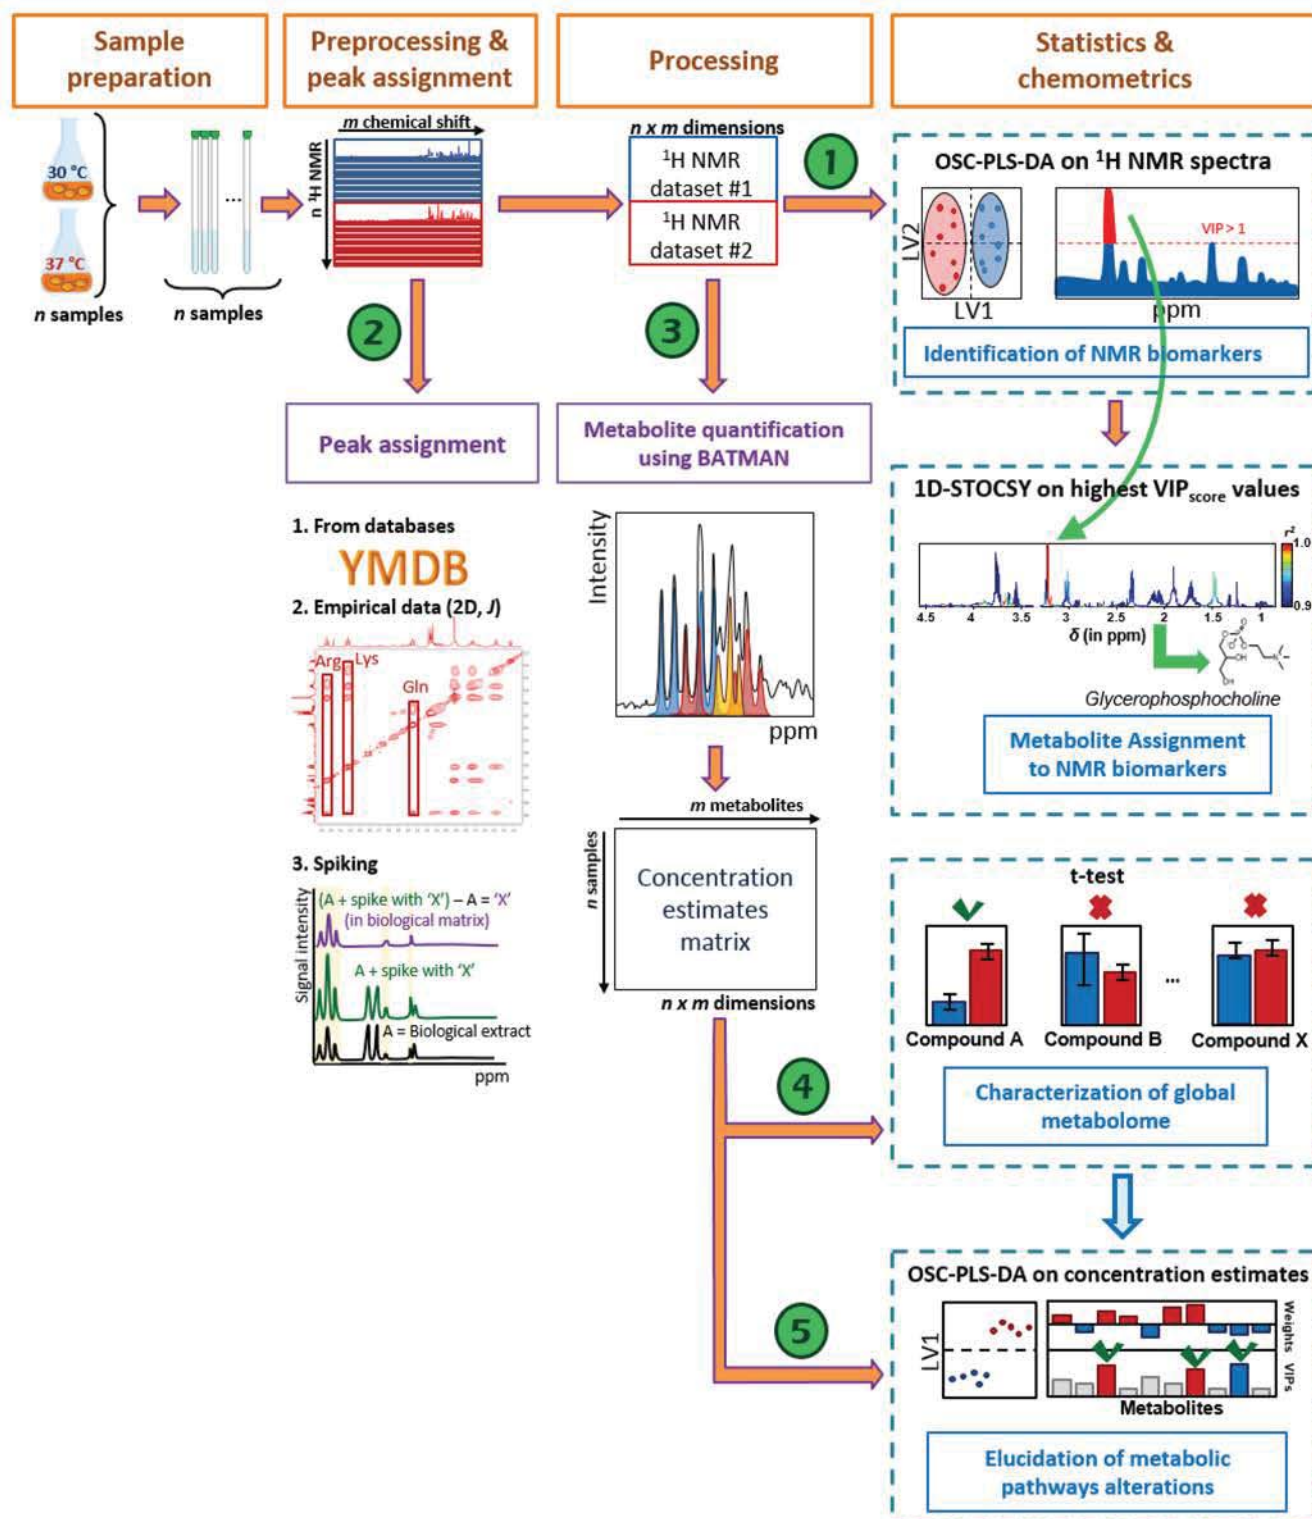 Sample
preparation
Preprocessing &
peak assignment
Processing
Statistics &
chemometrics
30 °C
37 °C
n samples
...
n samples
m chemical shift
n ¹H NMR
n x m dimensions
¹H NMR
dataset #1
¹H NMR
dataset #2
1
2
3
OSC-PLS-DA on ¹H NMR spectra
LV2
LV1
VIP > 1
ppm
Identification of NMR biomarkers
Peak assignment
1. From databases
YMDB
2. Empirical data (2D, J)
Arg
Lys
Gln
3. Spiking
Signal intensity
(A + spike with ‘X’) – A = ‘X’
(in biological matrix)
A + spike with ‘X’
A = Biological extract
ppm
Metabolite quantification
using BATMAN
Intensity
ppm
m metabolites
n samples
Concentration
estimates
matrix
n x m dimensions
1D-STOCSY on highest VIPscore values
r²
1.0
0.9
4.5 4 3.5 3 2.5 2 1.5 1
δ (in ppm)
Glycerophosphocholine
Metabolite Assignment
to NMR biomarkers
4
t-test
...
Compound A Compound B Compound X
Characterization of global
metabolome
5
OSC-PLS-DA on concentration estimates
LV1
Weights
VIPs
Metabolites
Elucidation of metabolic
pathways alterations